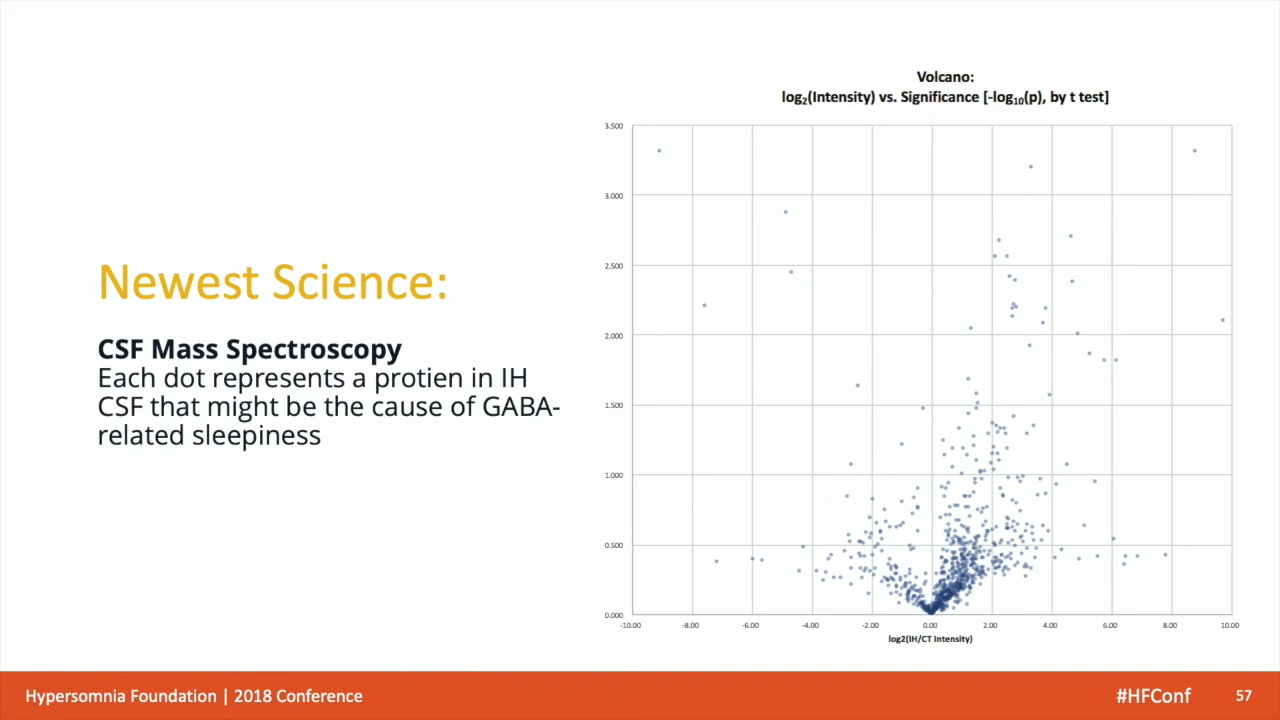 Newest Science:
CSF Mass Spectroscopy
Each dot represents a protien in IH
CSF that might be the cause of GABA-
related sleepiness
Volcano:
log₂(Intensity) vs. Significance [-log₁₀(p), by t test]
3.500
3.000
2.500
2.000
1.500
1.000
0.500
0.000
-10.00 -8.00 -6.00 -4.00 -2.00 0.00 2.00 4.00 6.00 8.00 10.00
log2(IH/CT Intensity)
Hypersomnia Foundation | 2018 Conference #HFConf 57